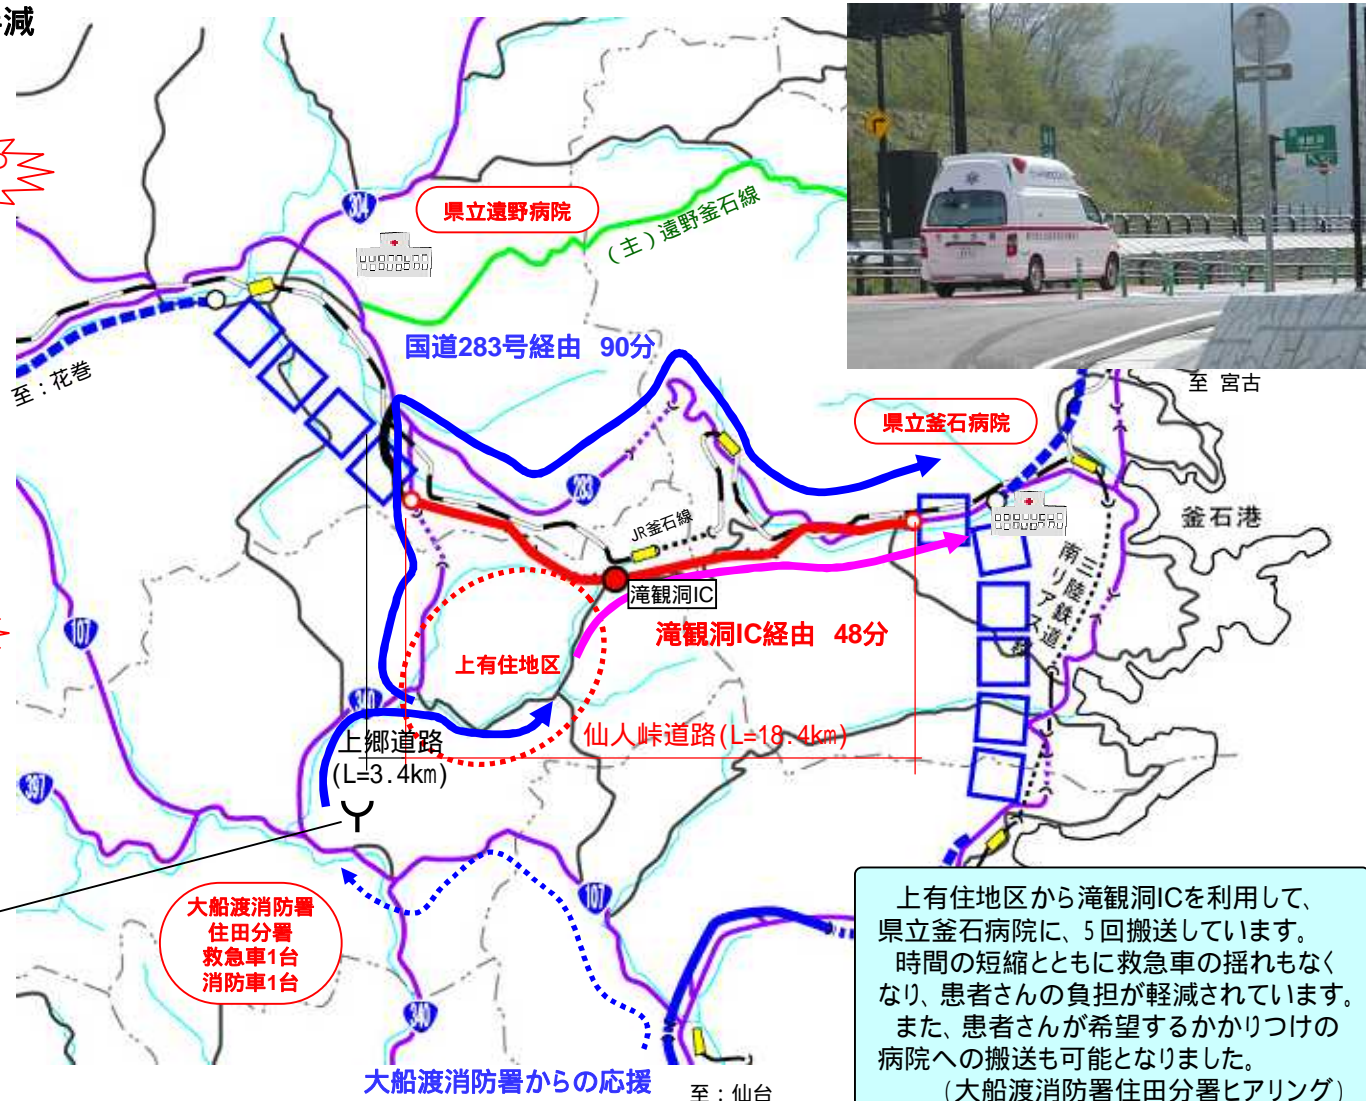 減
304
県立遠野病院
(主)遠野釜石線
国道283号経由 90分
至:花巻
至 宮古
県立釜石病院
283
JR釜石線
釜石港
三陸鉄道
南リアス線
滝観洞IC
滝観洞IC経由 48分
107
上有住地区
340
仙人峠道路(L=18.4km)
上郷道路
(L=3.4km)
397
大船渡消防署
住田分署
救急車1台
消防車1台
107
340
大船渡消防署からの応援
至:仙台
上有住地区から滝観洞ICを利用して、
県立釜石病院に、5回搬送しています。
時間の短縮とともに救急車の揺れもなく
なり、患者さんの負担が軽減されています。
また、患者さんが希望するかかりつけの
病院への搬送も可能となりました。
(大船渡消防署住田分署ヒアリング)